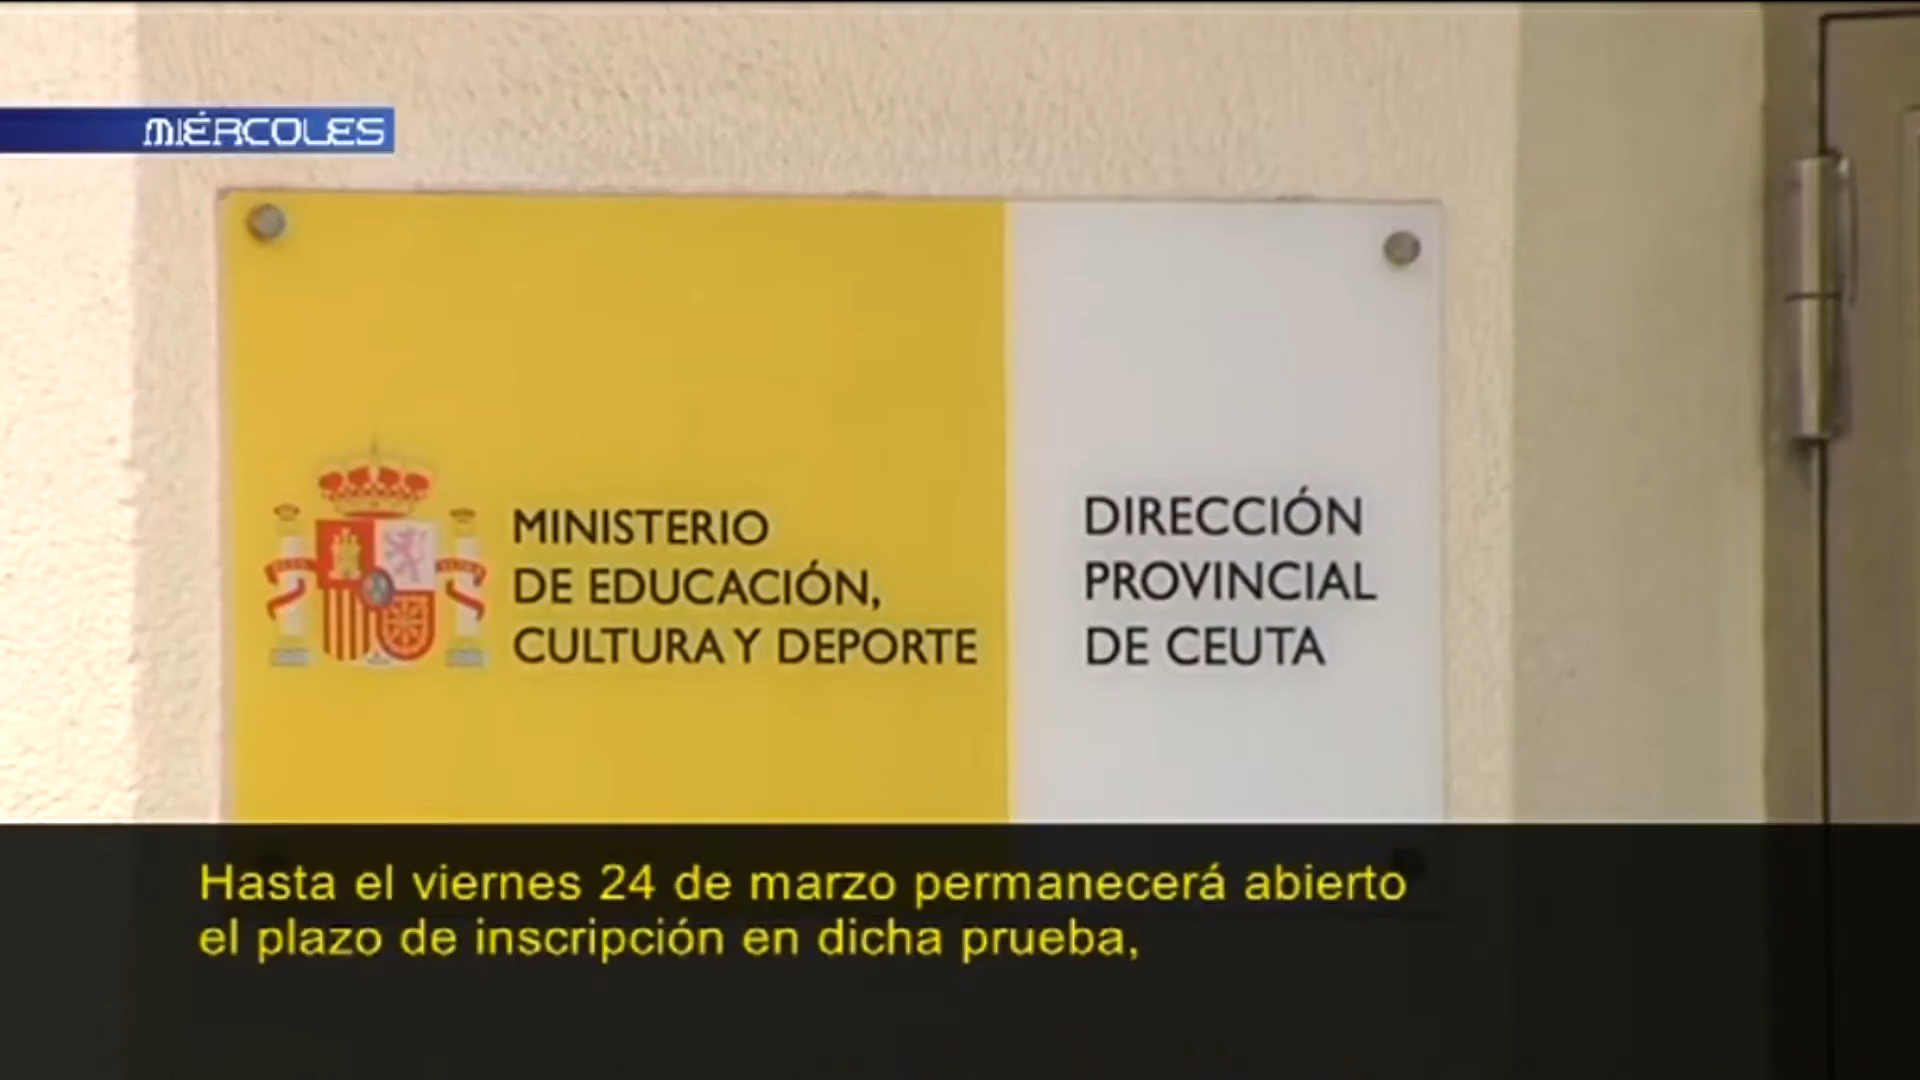 MIÉRCOLES
MINISTERIO
DE EDUCACIÓN,
CULTURA Y DEPORTE
DIRECCIÓN
PROVINCIAL
DE CEUTA
Hasta el viernes 24 de marzo permanecerá abierto
el plazo de inscripción en dicha prueba,